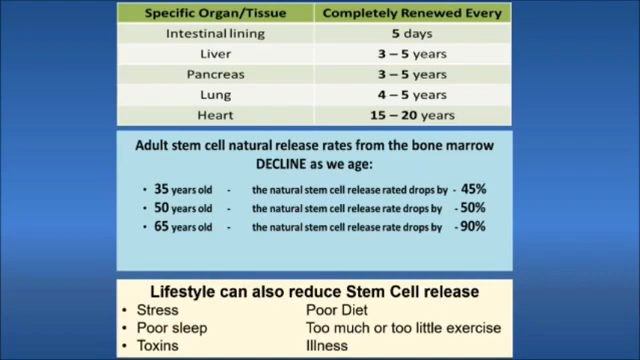 Specific Organ/Tissue Completely Renewed Every
Intestinal lining 5 days
Liver 3 – 5 years
Pancreas 3 – 5 years
Lung 4 – 5 years
Heart 15 – 20 years
Adult stem cell natural release rates from the bone marrow
DECLINE as we age:
• 35 years old - the natural stem cell release rated drops by - 45%
• 50 years old - the natural stem cell release rate drops by - 50%
• 65 years old - the natural stem cell release rate drops by - 90%
Lifestyle can also reduce Stem Cell release
• Stress Poor Diet
• Poor sleep Too much or too little exercise
• Toxins Illness